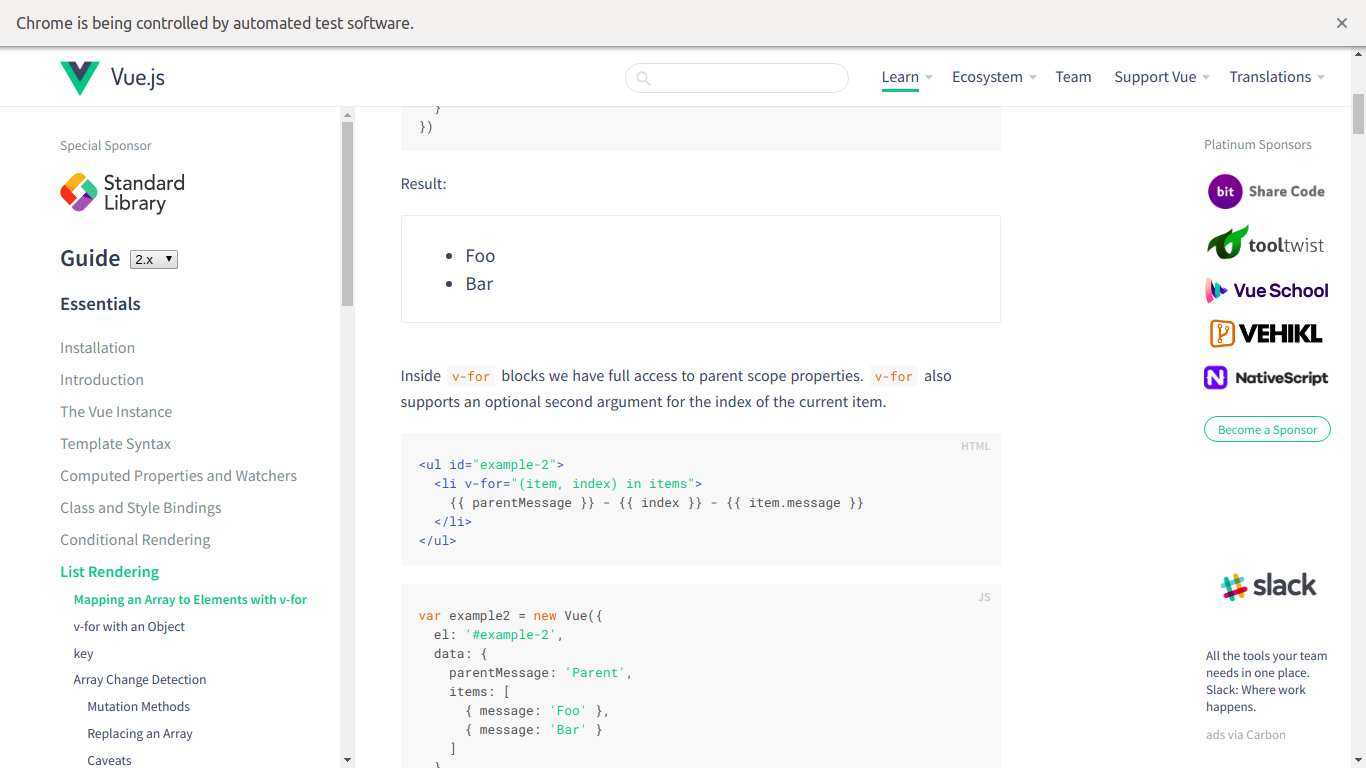 Chrome is being controlled by automated test software.
Vue.js
Learn
Ecosystem
Team
Support Vue
Translations
Special Sponsor
Standard
Library
Guide
2.x
Essentials
Installation
Introduction
The Vue Instance
Template Syntax
Computed Properties and Watchers
Class and Style Bindings
Conditional Rendering
List Rendering
Mapping an Array to Elements with v-for
v-for with an Object
key
Array Change Detection
Mutation Methods
Replacing an Array
Caveats
}
})
Result:
• Foo
• Bar
Inside v-for blocks we have full access to parent scope properties. v-for also
supports an optional second argument for the index of the current item.
HTML
<ul id="example-2">
  <li v-for="(item, index) in items">
    {{ parentMessage }} - {{ index }} - {{ item.message }}
  </li>
</ul>
JS
var example2 = new Vue({
  el: '#example-2',
  data: {
    parentMessage: 'Parent',
    items: [
      { message: 'Foo' },
      { message: 'Bar' }
    ]
  }
Platinum Sponsors
bit Share Code
tooltwist
Vue School
VEHIKL
NativeScript
Become a Sponsor
slack
All the tools your team
needs in one place.
Slack: Where work
happens.
ads via Carbon